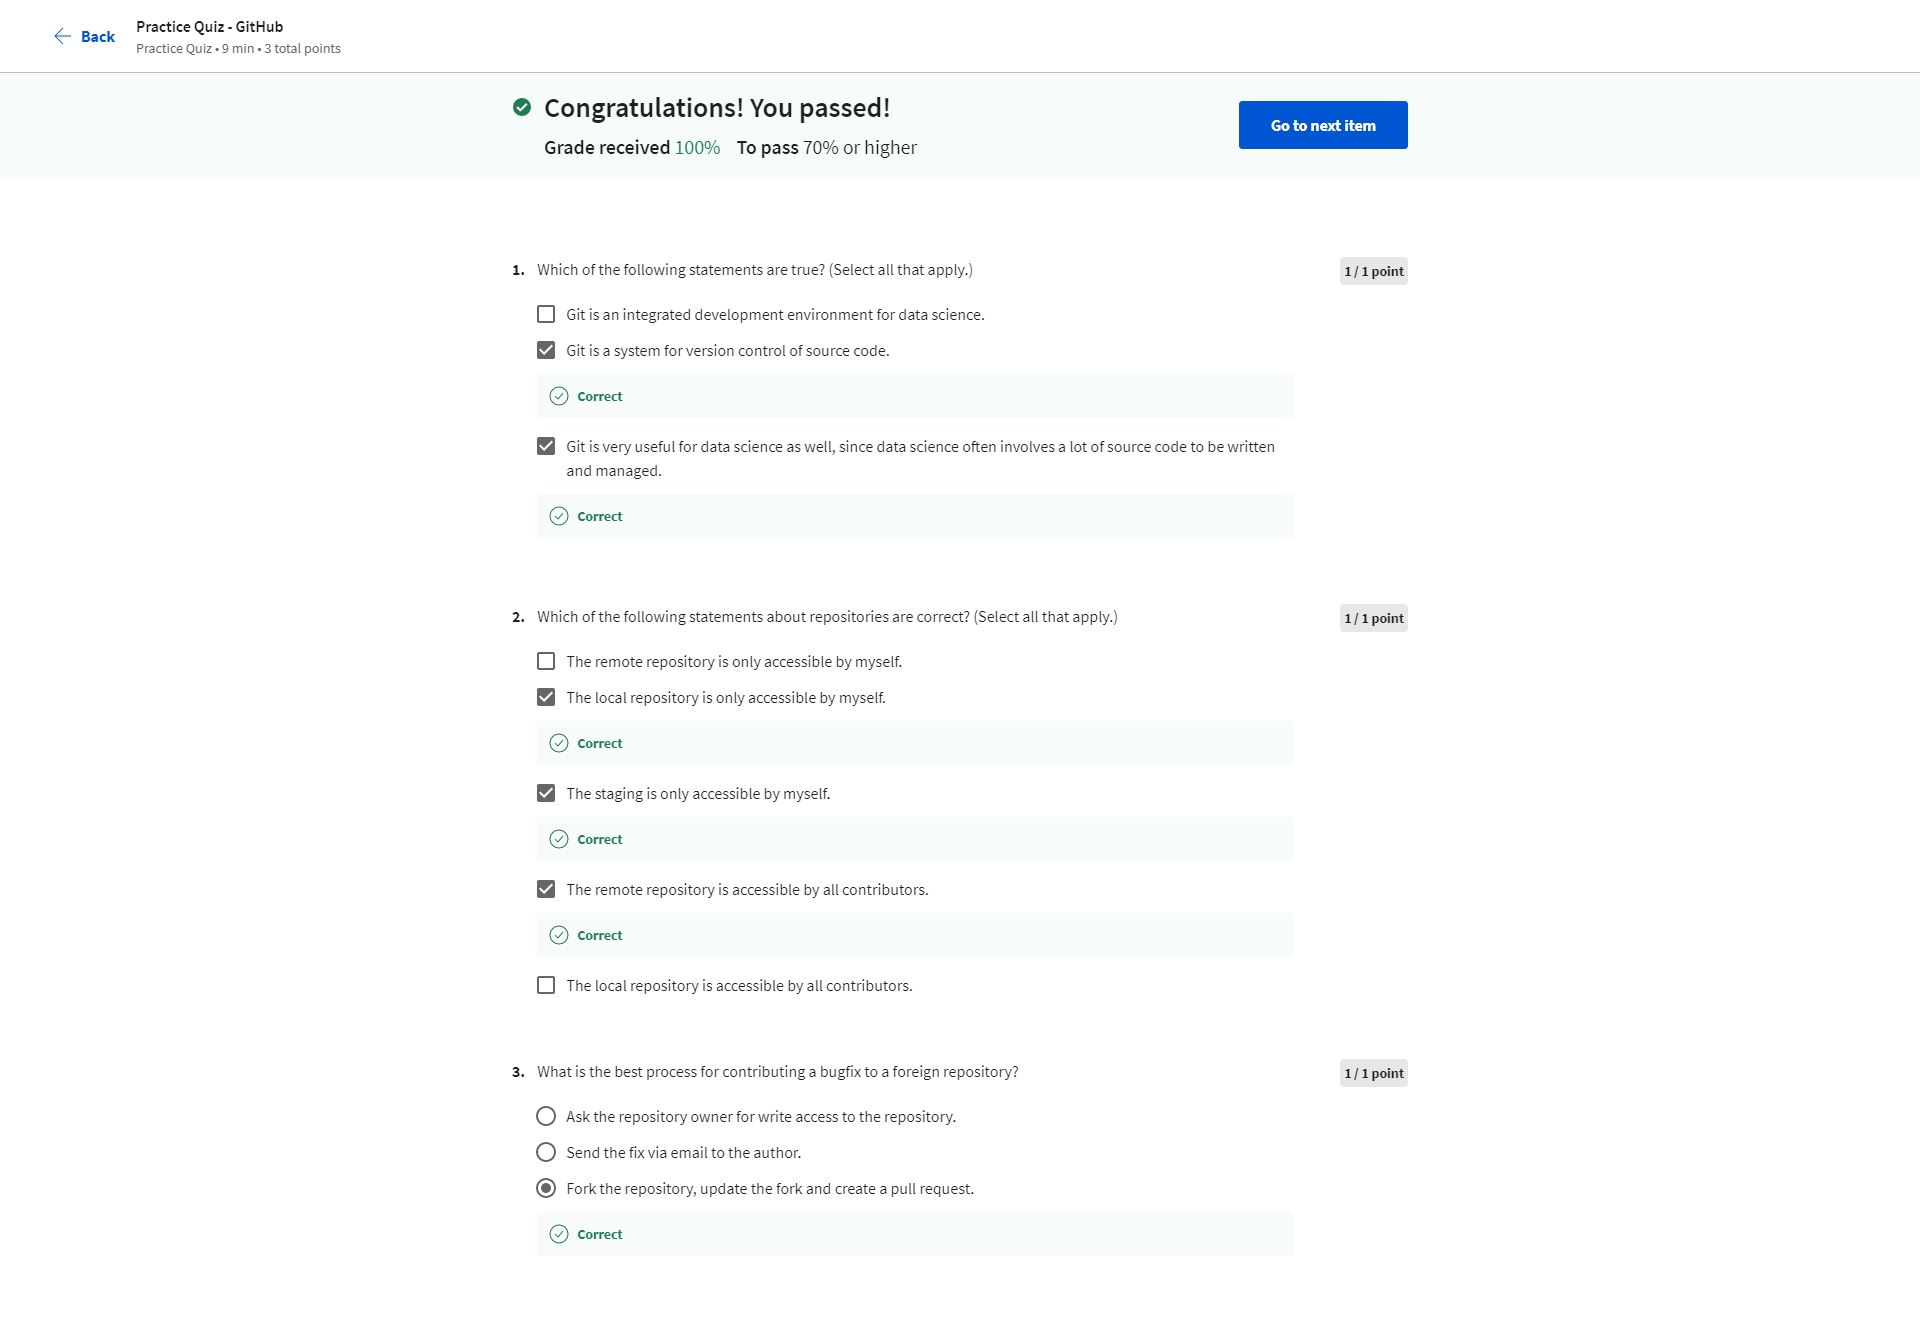 Back
Practice Quiz - GitHub
Practice Quiz • 9 min • 3 total points
Congratulations! You passed!
Grade received 100% To pass 70% or higher
Go to next item
1. Which of the following statements are true? (Select all that apply.)
1 / 1 point
Git is an integrated development environment for data science.
Git is a system for version control of source code.
Correct
Git is very useful for data science as well, since data science often involves a lot of source code to be written
and managed.
Correct
2. Which of the following statements about repositories are correct? (Select all that apply.)
1 / 1 point
The remote repository is only accessible by myself.
The local repository is only accessible by myself.
Correct
The staging is only accessible by myself.
Correct
The remote repository is accessible by all contributors.
Correct
The local repository is accessible by all contributors.
3. What is the best process for contributing a bugfix to a foreign repository?
1 / 1 point
Ask the repository owner for write access to the repository.
Send the fix via email to the author.
Fork the repository, update the fork and create a pull request.
Correct